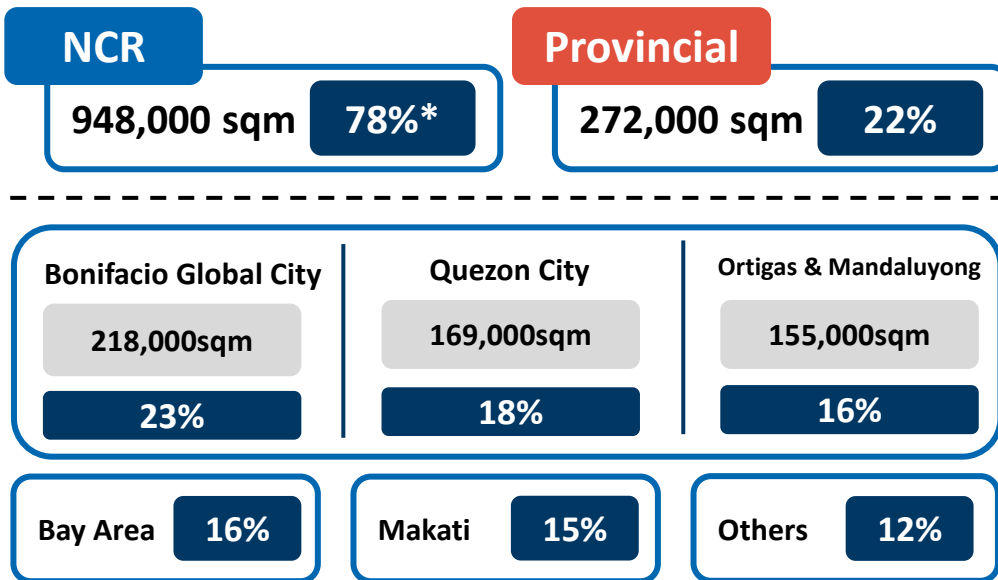 NCR
948,000 sqm
78%*
Provincial
272,000 sqm
22%
Bonifacio Global City
218,000sqm
23%
Quezon City
169,000sqm
18%
Ortigas & Mandaluyong
155,000sqm
16%
Bay Area
16%
Makati
15%
Others
12%